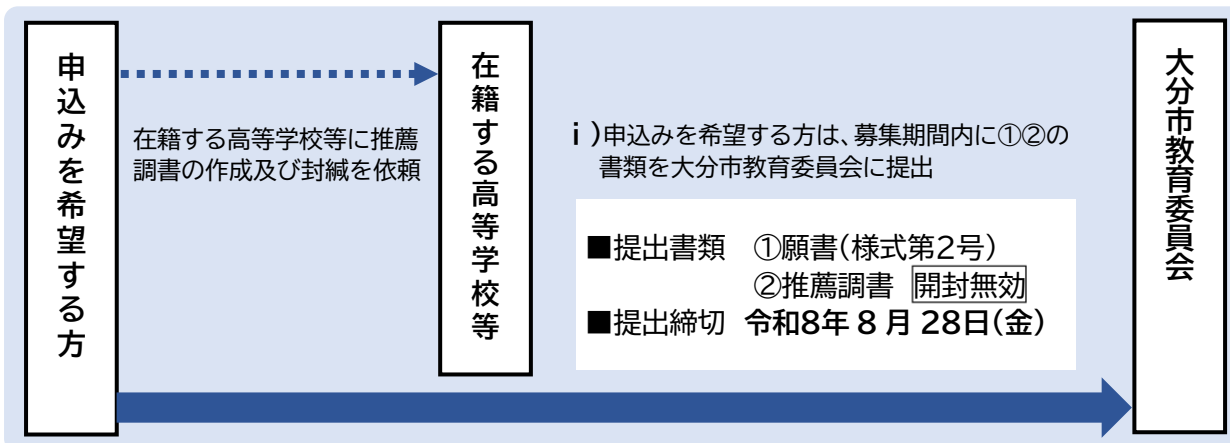 申込みを希望する方
在籍する高等学校等に推薦
調書の作成及び封緘を依頼
在籍する高等学校等
ⅰ)申込みを希望する方は、募集期間内に①②の
書類を大分市教育委員会に提出
■提出書類 ①願書(様式第2号)
②推薦調書 開封無効
■提出締切 令和8年8月28日(金)
大分市教育委員会